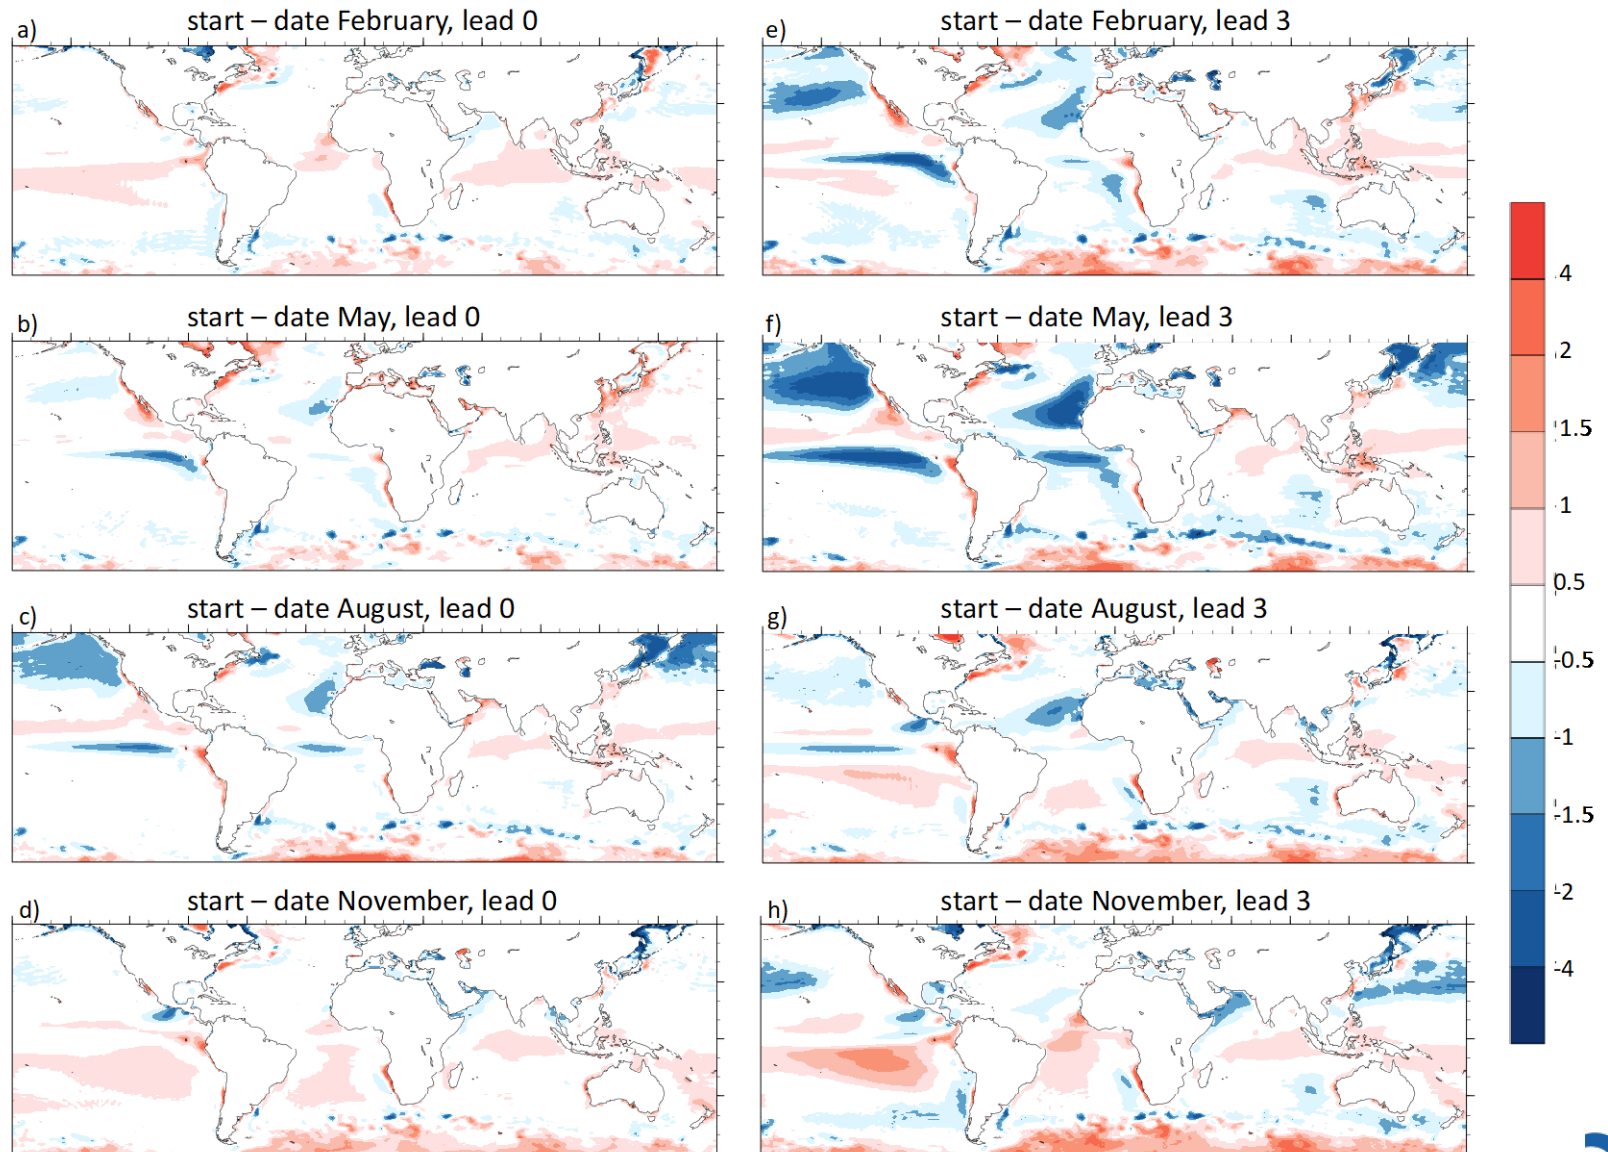 a) start – date February, lead 0
e) start – date February, lead 3
b) start – date May, lead 0
f) start – date May, lead 3
c) start – date August, lead 0
g) start – date August, lead 3
d) start – date November, lead 0
h) start – date November, lead 3
4
2
1.5
1
0.5
-0.5
-1
-1.5
-2
-4